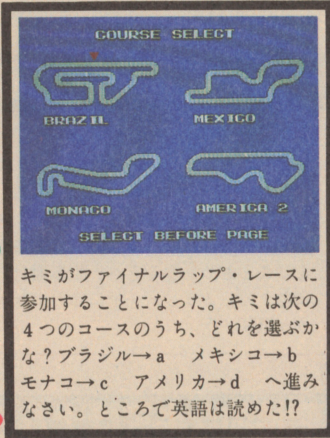 COURSE SELECT
BRAZIL
MEXICO
MONACO
AMERICA 2
SELECT BEFORE PAGE
キミがファイナルラップ・レースに
参加することになった。キミは次の
4つのコースのうち、どれを選ぶか
な？ブラジル→a　メキシコ→b
モナコ→c　アメリカ→d　へ進み
なさい。ところで英語は読めた!?